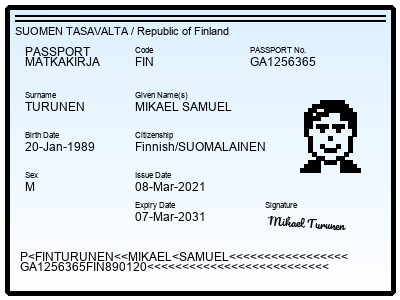 SUOMEN TASAVALTA / Republic of Finland
PASSPORT
MATKAKIRJA
Code
FIN
PASSPORT No.
GA1256365
Surname
TURUNEN
Given Name(s)
MIKAEL SAMUEL
Birth Date
20-Jan-1989
Citizenship
Finnish/SUOMALAINEN
Sex
M
Issue Date
08-Mar-2021
Expiry Date
07-Mar-2031
Signature
Mikael Turunen
P<FINTURUNEN<<MIKAEL<SAMUEL<<<<<<<<<<<<<<<<<
GA1256365FIN890120<<<<<<<<<<<<<<<<<<<<<<<<<<